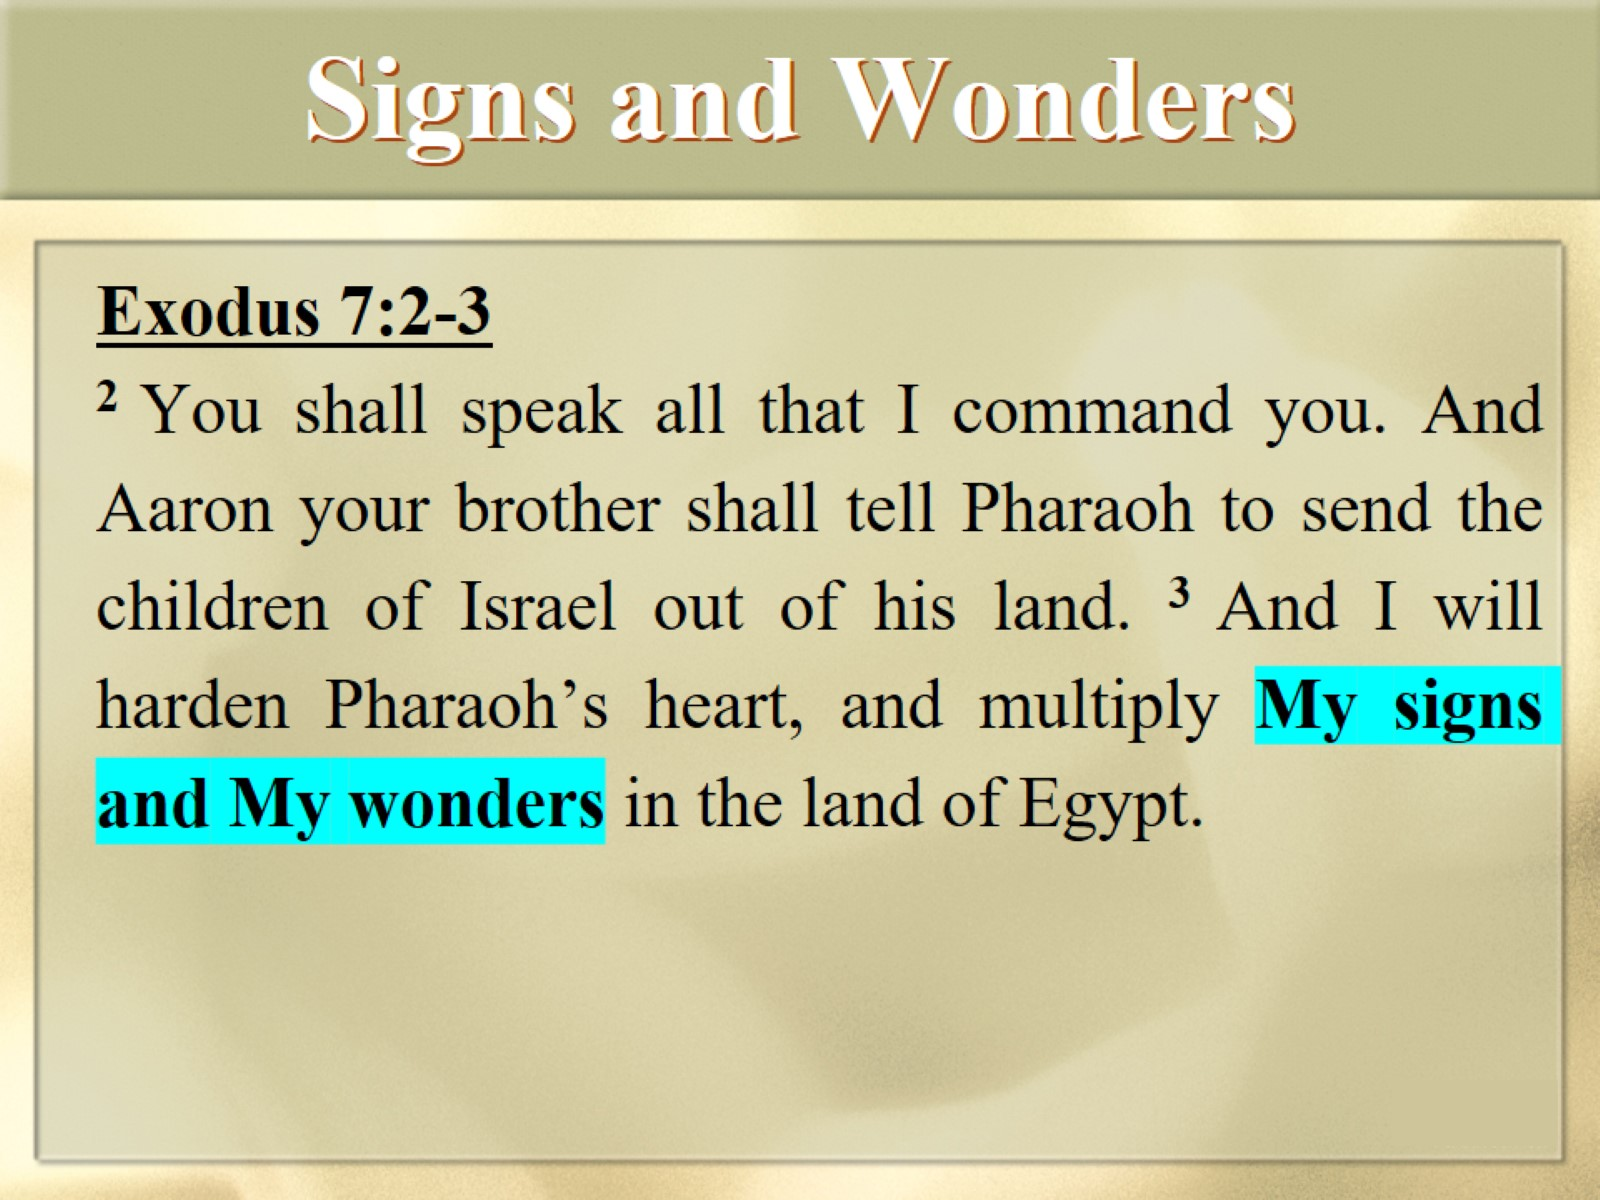 Signs and Wonders
Exodus 7:2-3
2 You shall speak all that I command you. And
Aaron your brother shall tell Pharaoh to send the
children of Israel out of his land. 3 And I will
harden Pharaoh’s heart, and multiply My signs
and My wonders in the land of Egypt.